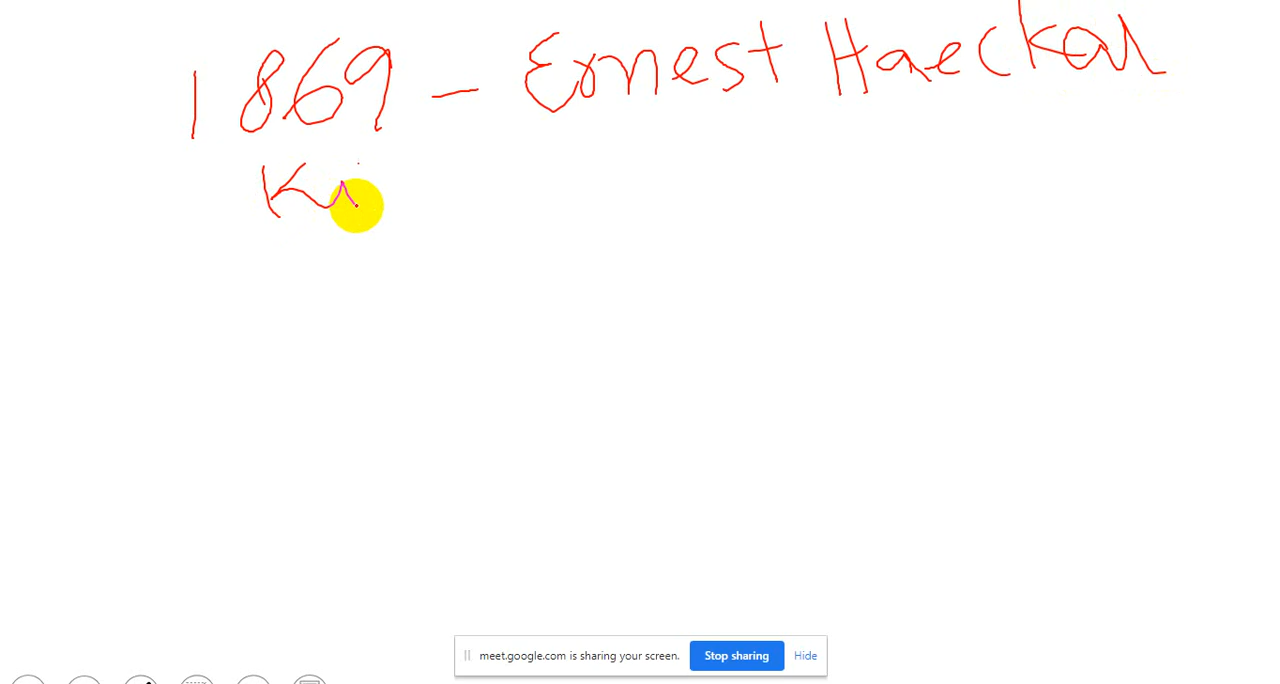 1869 – Ernest Haeckal
meet.google.com is sharing your screen. Stop sharing Hide